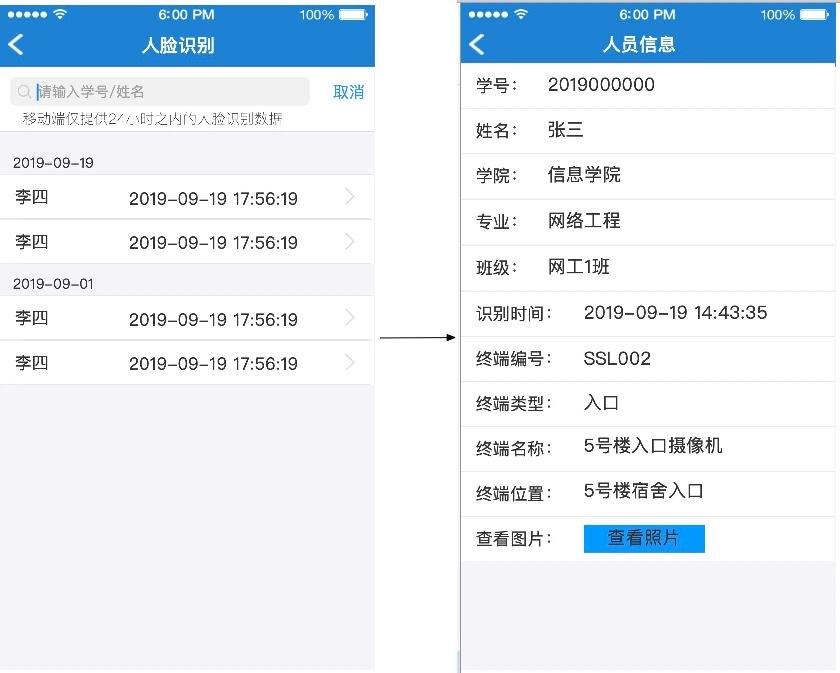 6:00 PM 100%
人脸识别
请输入学号/姓名 取消
移动端仅提供24小时之内的人脸识别数据
2019-09-19
李四 2019-09-19 17:56:19
李四 2019-09-19 17:56:19
2019-09-01
李四 2019-09-19 17:56:19
李四 2019-09-19 17:56:19
6:00 PM 100%
人员信息
学号： 2019000000
姓名： 张三
学院： 信息学院
专业： 网络工程
班级： 网工1班
识别时间： 2019-09-19 14:43:35
终端编号： SSL002
终端类型： 入口
终端名称： 5号楼入口摄像机
终端位置： 5号楼宿舍入口
查看图片： 查看照片